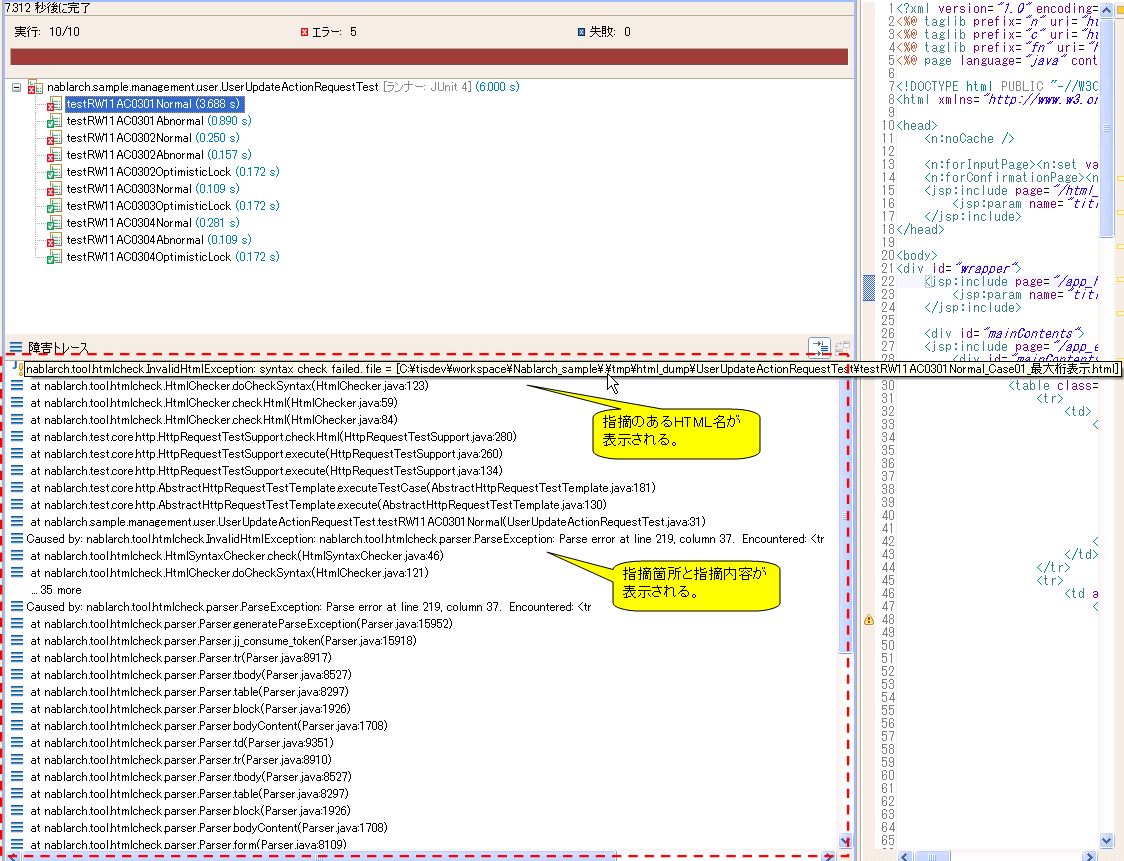 7.312 秒後に完了
実行: 10/10 エラー: 5 失敗: 0
nablarch.sample.management.user.UserUpdateActionRequestTest [ランナー: JUnit 4] (6.000 s)
testRW11AC0301Normal (3.688 s)
testRW11AC0301Abnormal (0.890 s)
testRW11AC0302Normal (0.250 s)
testRW11AC0302Abnormal (0.157 s)
testRW11AC0302OptimisticLock (0.172 s)
testRW11AC0303Normal (0.109 s)
testRW11AC0303OptimisticLock (0.172 s)
testRW11AC0304Normal (0.281 s)
testRW11AC0304Abnormal (0.109 s)
testRW11AC0304OptimisticLock (0.172 s)
障害トレース
nablarch.tool.htmlcheck.InvalidHtmlException: syntax check failed. file = [C:¥tisdev¥workspace¥Nablarch_sample¥.¥tmp¥html_dump¥UserUpdateActionRequestTest¥testRW11AC0301Normal_Case01_最大桁表示.html]
at nablarch.tool.htmlcheck.HtmlChecker.doCheckSyntax(HtmlChecker.java:123)
at nablarch.tool.htmlcheck.HtmlChecker.checkHtml(HtmlChecker.java:59)
at nablarch.tool.htmlcheck.HtmlChecker.checkHtml(HtmlChecker.java:84)
at nablarch.test.core.http.HttpRequestTestSupport.checkHtml(HttpRequestTestSupport.java:280)
at nablarch.test.core.http.HttpRequestTestSupport.execute(HttpRequestTestSupport.java:260)
at nablarch.test.core.http.HttpRequestTestSupport.execute(HttpRequestTestSupport.java:134)
at nablarch.test.core.http.AbstractHttpRequestTestTemplate.executeTestCase(AbstractHttpRequestTestTemplate.java:181)
at nablarch.test.core.http.AbstractHttpRequestTestTemplate.execute(AbstractHttpRequestTestTemplate.java:130)
at nablarch.sample.management.user.UserUpdateActionRequestTest.testRW11AC0301Normal(UserUpdateActionRequestTest.java:31)
Caused by: nablarch.tool.htmlcheck.InvalidHtmlException: nablarch.tool.htmlcheck.parser.ParseException: Parse error at line 219, column 37. Encountered: <tr
at nablarch.tool.htmlcheck.HtmlSyntaxChecker.check(HtmlSyntaxChecker.java:46)
at nablarch.tool.htmlcheck.HtmlChecker.doCheckSyntax(HtmlChecker.java:121)
... 35 more
Caused by: nablarch.tool.htmlcheck.parser.ParseException: Parse error at line 219, column 37. Encountered: <tr
at nablarch.tool.htmlcheck.parser.Parser.generateParseException(Parser.java:15952)
at nablarch.tool.htmlcheck.parser.Parser.jj_consume_token(Parser.java:15918)
at nablarch.tool.htmlcheck.parser.Parser.tr(Parser.java:8917)
at nablarch.tool.htmlcheck.parser.Parser.tbody(Parser.java:8527)
at nablarch.tool.htmlcheck.parser.Parser.table(Parser.java:8297)
at nablarch.tool.htmlcheck.parser.Parser.block(Parser.java:1926)
at nablarch.tool.htmlcheck.parser.Parser.bodyContent(Parser.java:1708)
at nablarch.tool.htmlcheck.parser.Parser.td(Parser.java:9351)
at nablarch.tool.htmlcheck.parser.Parser.tr(Parser.java:8910)
at nablarch.tool.htmlcheck.parser.Parser.tbody(Parser.java:8527)
at nablarch.tool.htmlcheck.parser.Parser.table(Parser.java:8297)
at nablarch.tool.htmlcheck.parser.Parser.block(Parser.java:1926)
at nablarch.tool.htmlcheck.parser.Parser.bodyContent(Parser.java:1708)
at nablarch.tool.htmlcheck.parser.Parser.form(Parser.java:8109)
指摘のあるHTML名が
表示される。
指摘箇所と指摘内容が
表示される。
1 <?xml version="1.0" encoding=
2 <%@ taglib prefix="n" uri="ht
3 <%@ taglib prefix="c" uri="ht
4 <%@ taglib prefix="fn" uri="h
5 <%@ page language="java" cont
6
7 <!DOCTYPE html PUBLIC "-//W3C
8 <html xmlns="http://www.w3.or
9
10 <head>
11 <n:noCache />
12
13 <n:forInputPage><n:set va
14 <n:forConfirmationPage><n
15 <jsp:include page="/html_
16 <jsp:param name="titl
17 </jsp:include>
18 </head>
19
20 <body>
21 <div id="wrapper">
22 <jsp:include page="/app_h
23 <jsp:param name="titl
24 </jsp:include>
25
26 <div id="mainContents">
27 <jsp:include page="/app_e
28 <div id="mainContents
30 <table class=
31 <tr>
32 <td>
33 <
34
35
36
37
38
39
40
41
42 <
43 </td>
44 </tr>
45 <tr>
46 <td a
47 <
48
49
50
51
52
53
54
55
56
57
58
59
60
61
62
63
64
65